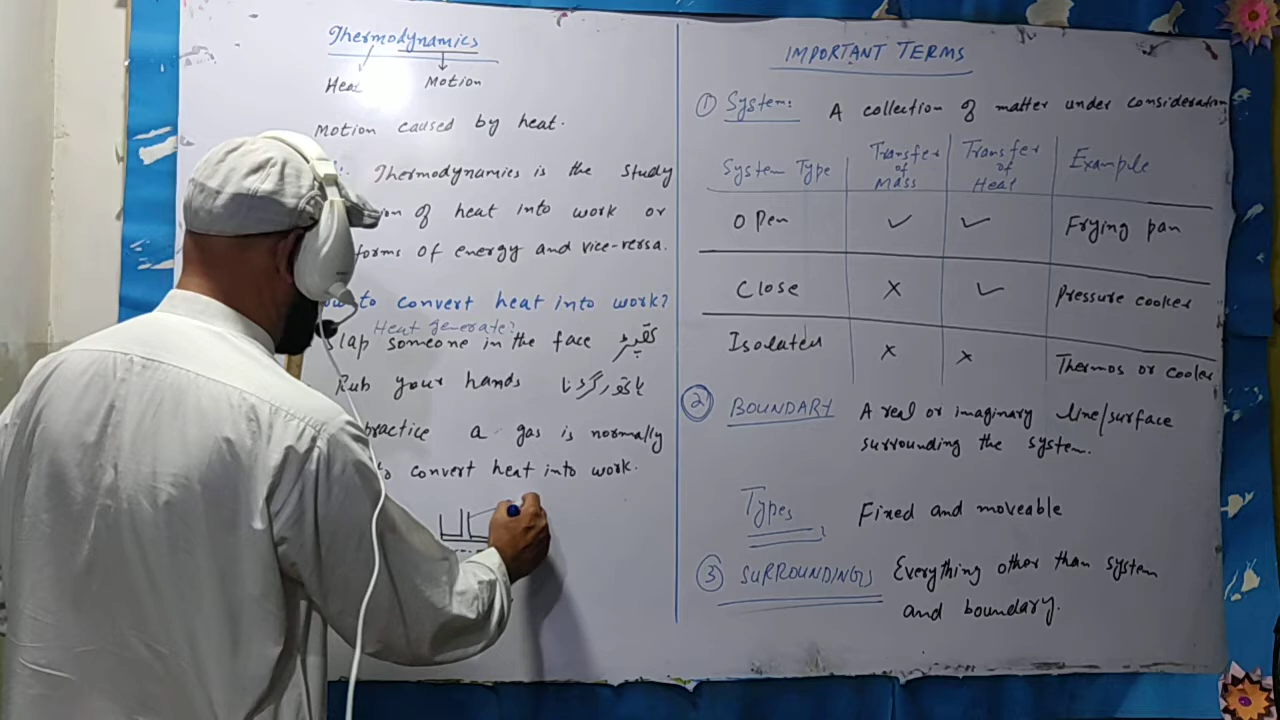 Thermodynamics
Heat Motion
Motion caused by heat.
Thermodynamics is the study
of heat into work or
forms of energy and vice-versa.
to convert heat into work?
Heat generate?
Slap someone in the face تھپڑ
Rub your hands
practice a gas is normally
to convert heat into work.
IMPORTANT TERMS
① System: A collection of matter under consideration
System Type Transfer of Mass Transfer of Heat Example
Open ✓ ✓ Frying pan
Close × ✓ Pressure cooker
Isolated × × Thermos or cooler
② BOUNDARY A real or imaginary line/surface
surrounding the system.
Types Fixed and moveable
③ SURROUNDINGS Everything other than system
and boundary.